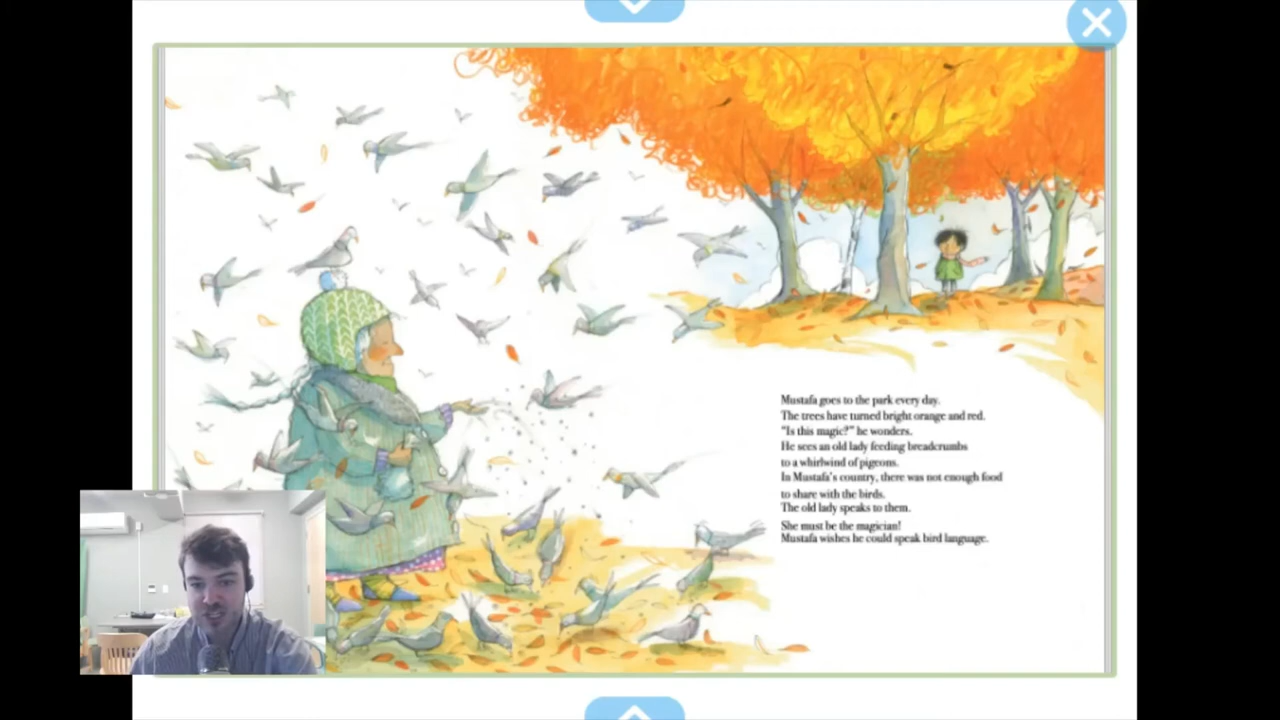 Mustafa goes to the park every day.
The trees have turned bright orange and red.
“Is this magic?” he wonders.
He sees an old lady feeding breadcrumbs
to a whirlwind of pigeons.
In Mustafa’s country, there was not enough food
to share with the birds.
The old lady speaks to them.
She must be the magician!
Mustafa wishes he could speak bird language.